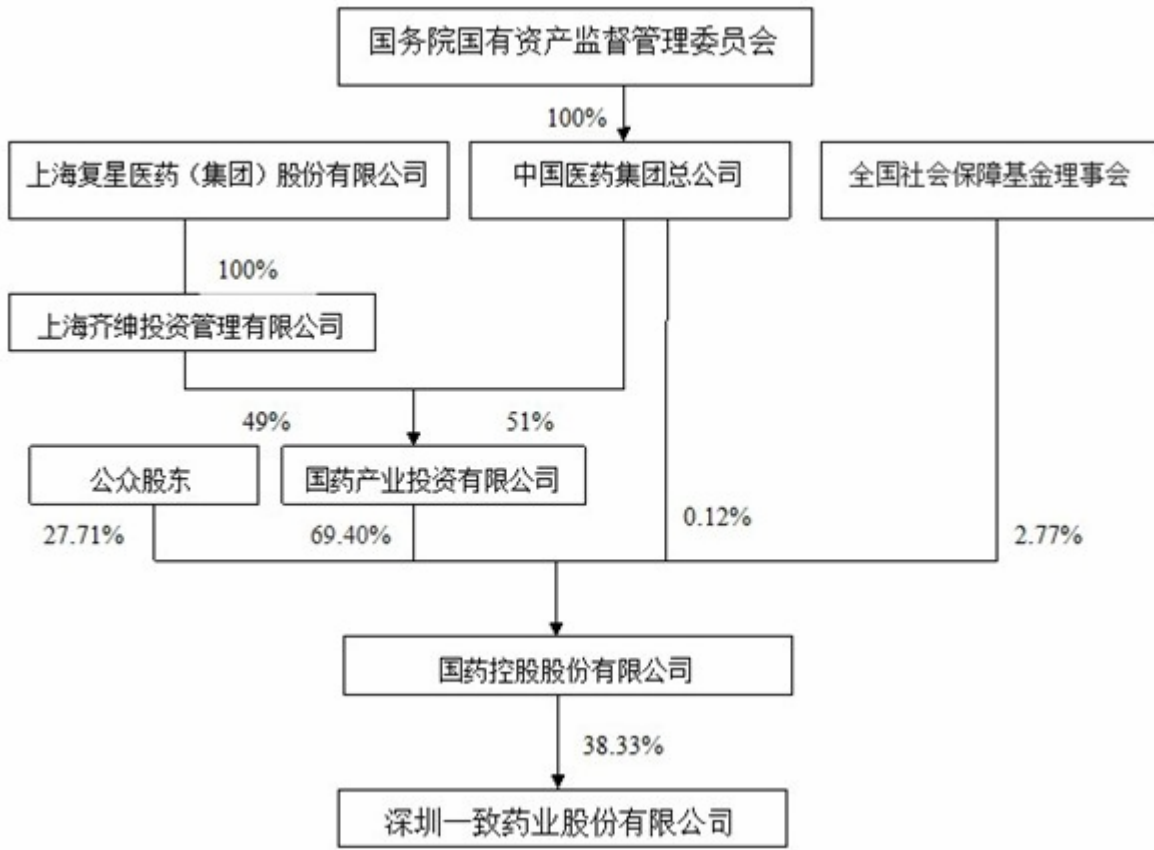 国务院国有资产监督管理委员会
100%
上海复星医药（集团）股份有限公司
中国医药集团总公司
全国社会保障基金理事会
100%
上海齐绅投资管理有限公司
49%
51%
公众股东
国药产业投资有限公司
27.71%
69.40%
0.12%
2.77%
国药控股股份有限公司
38.33%
深圳一致药业股份有限公司